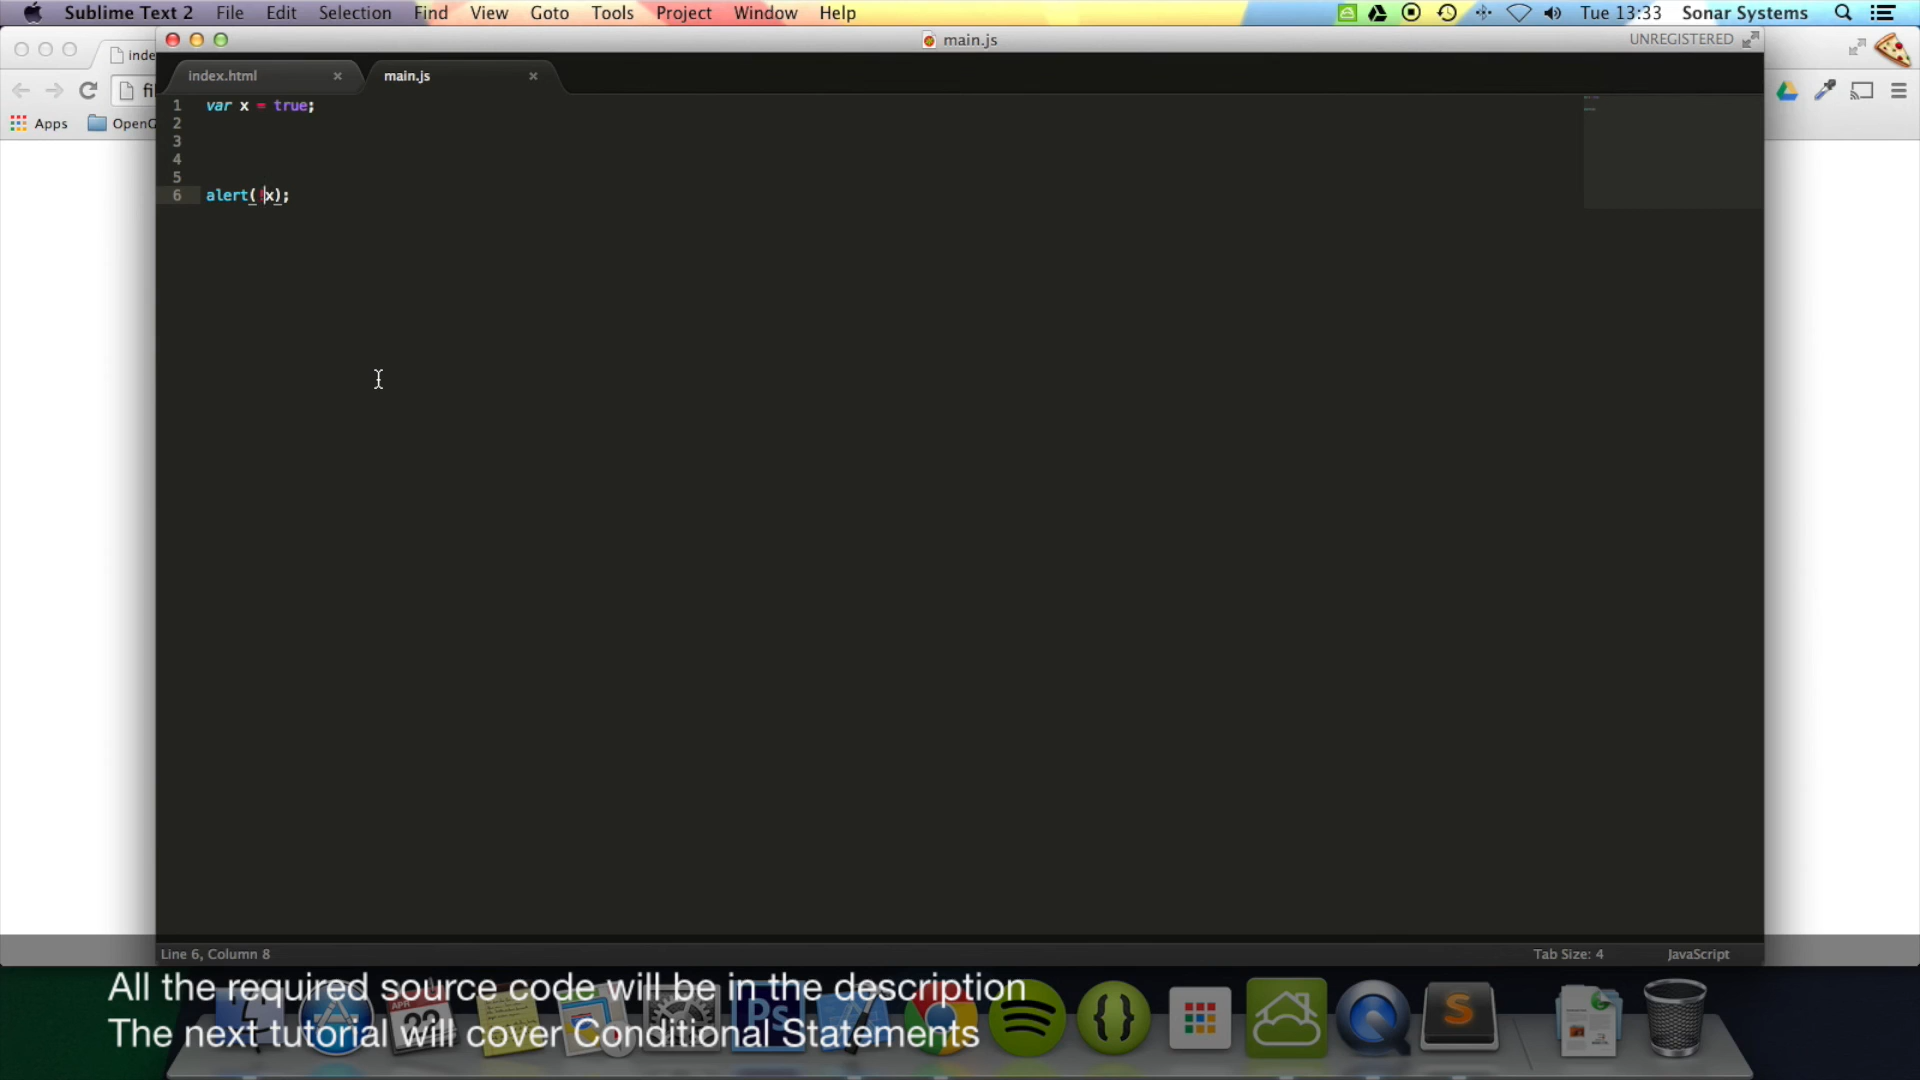 Sublime Text 2 File Edit Selection Find View Goto Tools Project Window Help Tue 13:33 Sonar Systems
main.js UNREGISTERED
index.html main.js
1 var x = true;
2
3
4
5
6 alert(!x);
Apps
Line 6, Column 8 Tab Size: 4 JavaScript
All the required source code will be in the description
The next tutorial will cover Conditional Statements